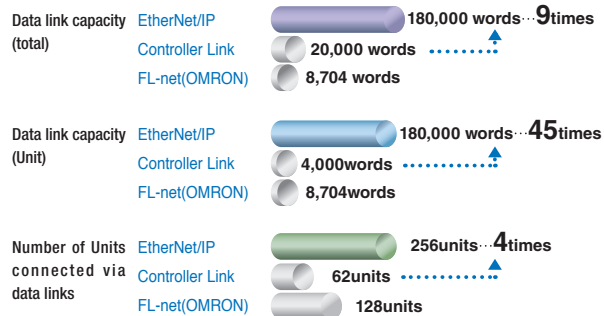 Data link capacity EtherNet/IP 180,000 words···9times
(total) Controller Link 20,000 words
FL-net(OMRON) 8,704 words
Data link capacity EtherNet/IP 180,000 words···45times
(Unit) Controller Link 4,000words
FL-net(OMRON) 8,704words
Number of Units EtherNet/IP 256units···4times
connected via Controller Link 62units
data links FL-net(OMRON) 128units